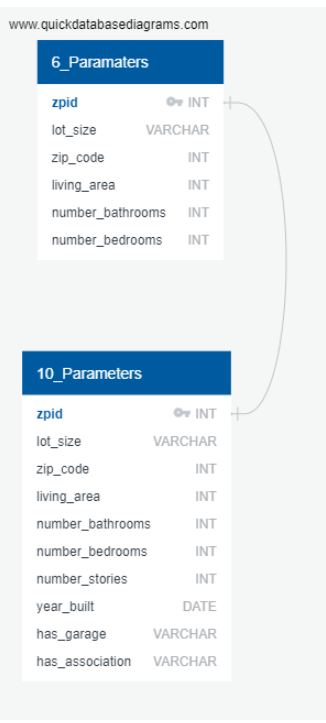 www.quickdatabasediagrams.com
6_Paramaters
zpid INT
lot_size VARCHAR
zip_code INT
living_area INT
number_bathrooms INT
number_bedrooms INT
10_Parameters
zpid INT
lot_size VARCHAR
zip_code INT
living_area INT
number_bathrooms INT
number_bedrooms INT
number_stories INT
year_built DATE
has_garage VARCHAR
has_association VARCHAR